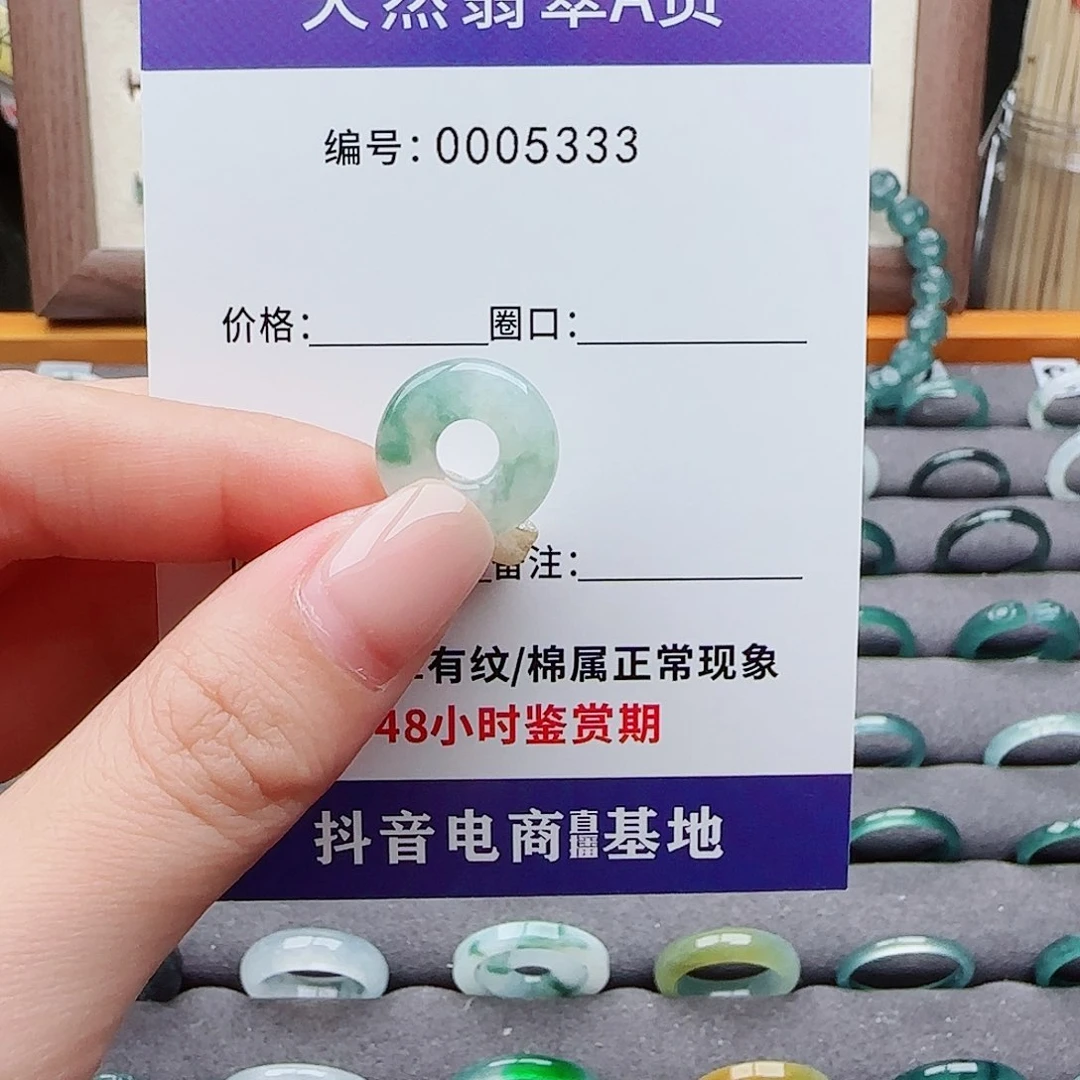 天然翡翠A货
编号：0005333
价格：
圈口：
备注：
有纹/棉属正常现象
48小时鉴赏期
抖音电商直播基地